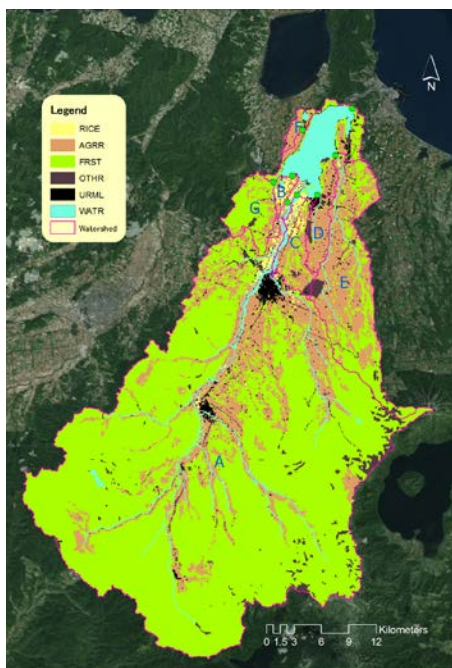 N
Legend
RICE
AGRR
FRST
OTHR
URML
WATR
Watershed
F
B
G
C
D
E
A
Kilometers
0 1.5 3 6 9 12